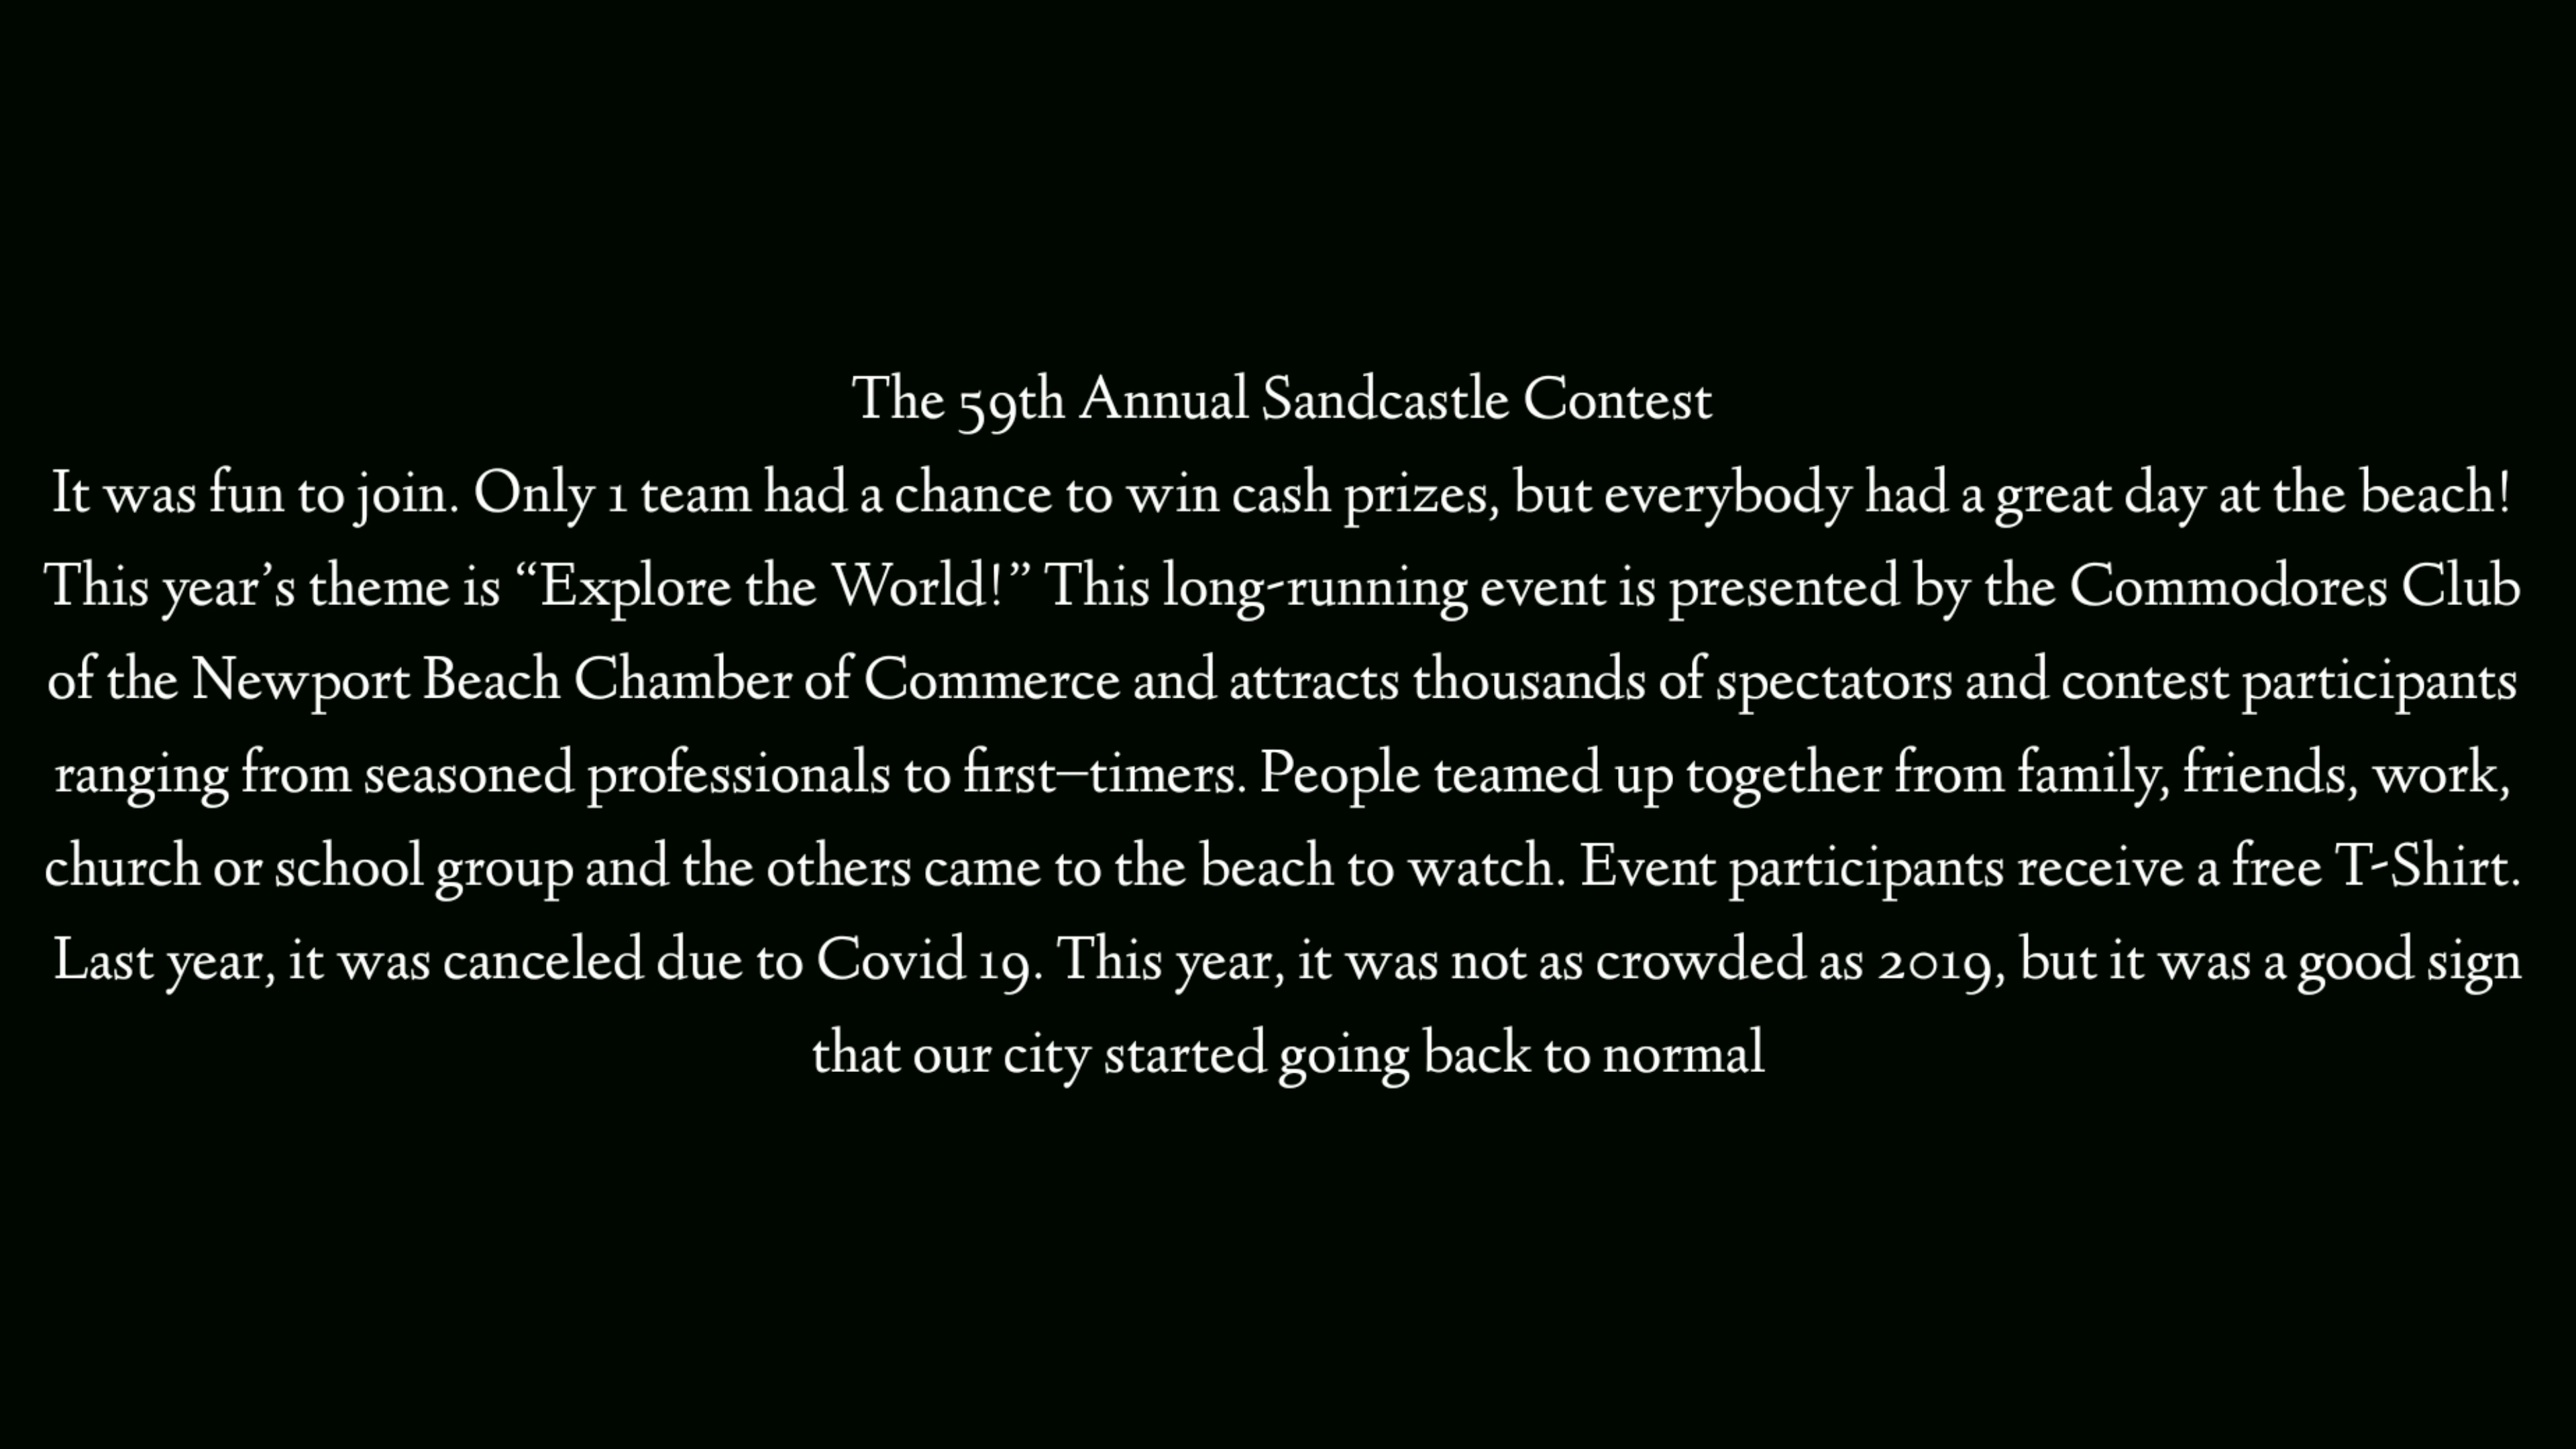 The 59th Annual Sandcastle Contest
It was fun to join. Only 1 team had a chance to win cash prizes, but everybody had a great day at the beach!
This year’s theme is “Explore the World!” This long-running event is presented by the Commodores Club
of the Newport Beach Chamber of Commerce and attracts thousands of spectators and contest participants
ranging from seasoned professionals to first–timers. People teamed up together from family, friends, work,
church or school group and the others came to the beach to watch. Event participants receive a free T-Shirt.
Last year, it was canceled due to Covid 19. This year, it was not as crowded as 2019, but it was a good sign
that our city started going back to normal